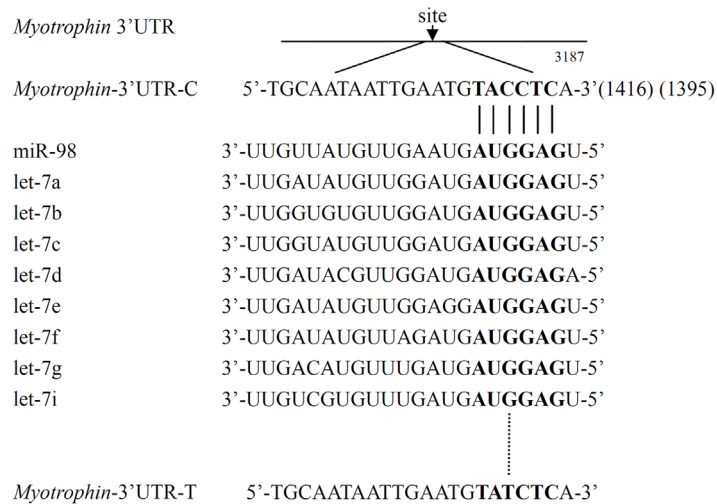 site
Myotrophin 3’UTR
3187
Myotrophin-3’UTR-C 5’-TGCAATAATTGAATGTACCTCA-3’(1416) (1395)
miR-98 3’-UUGUUAUGUUGAAUGAUGGAGU-5’
let-7a 3’-UUGAUAUGUUGGAUGAUGGAGU-5’
let-7b 3’-UUGGUGUGUUGGAUGAUGGAGU-5’
let-7c 3’-UUGGUAUGUUGGAUGAUGGAGU-5’
let-7d 3’-UUGAUACGUUGGAUGAUGGAGA-5’
let-7e 3’-UUGAUAUGUUGGAGGAUGGAGU-5’
let-7f 3’-UUGAUAUGUUAGAUGAUGGAGU-5’
let-7g 3’-UUGACAUGUUUGAUGAUGGAGU-5’
let-7i 3’-UUGUCGUGUUUGAUGAUGGAGU-5’
Myotrophin-3’UTR-T 5’-TGCAATAATTGAATGTATCTCA-3’